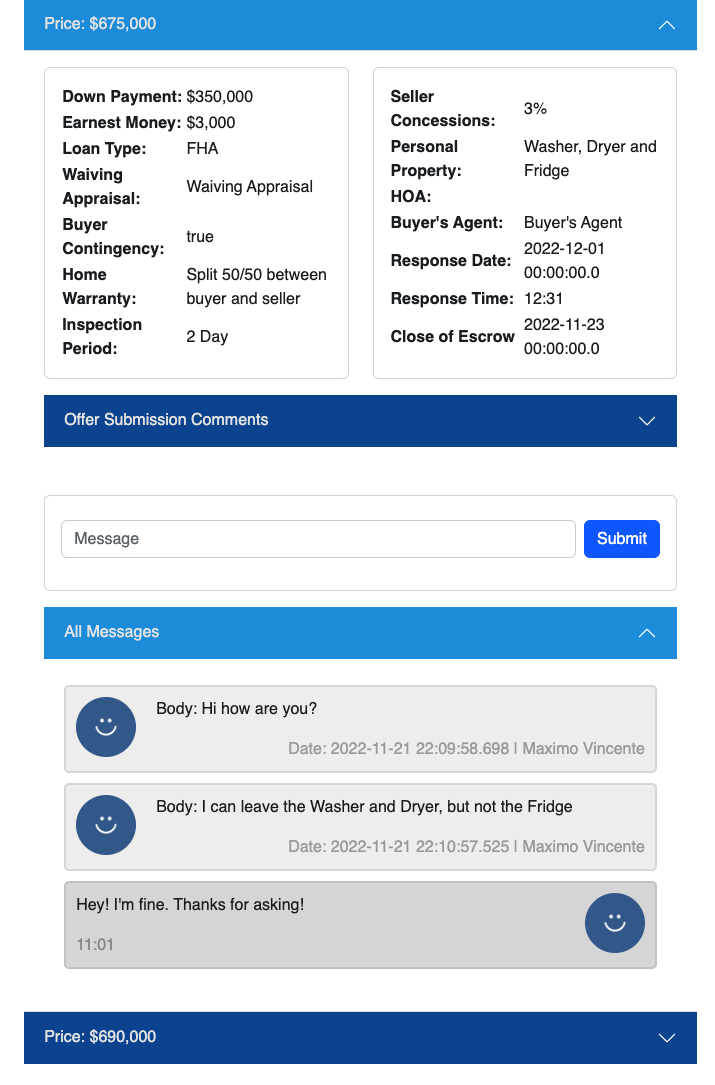 Price: $675,000
Down Payment: $350,000
Earnest Money: $3,000
Loan Type: FHA
Waiving
Appraisal:
Waiving Appraisal
Buyer
Contingency:
true
Home
Warranty:
Split 50/50 between
buyer and seller
Inspection
Period:
2 Day
Seller
Concessions:
3%
Personal
Property:
Washer, Dryer and
Fridge
HOA:
Buyer's Agent: Buyer's Agent
Response Date:
2022-12-01
00:00:00.0
Response Time: 12:31
Close of Escrow
2022-11-23
00:00:00.0
Offer Submission Comments
Message
Submit
All Messages
Body: Hi how are you?
Date: 2022-11-21 22:09:58.698 | Maximo Vincente
Body: I can leave the Washer and Dryer, but not the Fridge
Date: 2022-11-21 22:10:57.525 | Maximo Vincente
Hey! I'm fine. Thanks for asking!
11:01
Price: $690,000